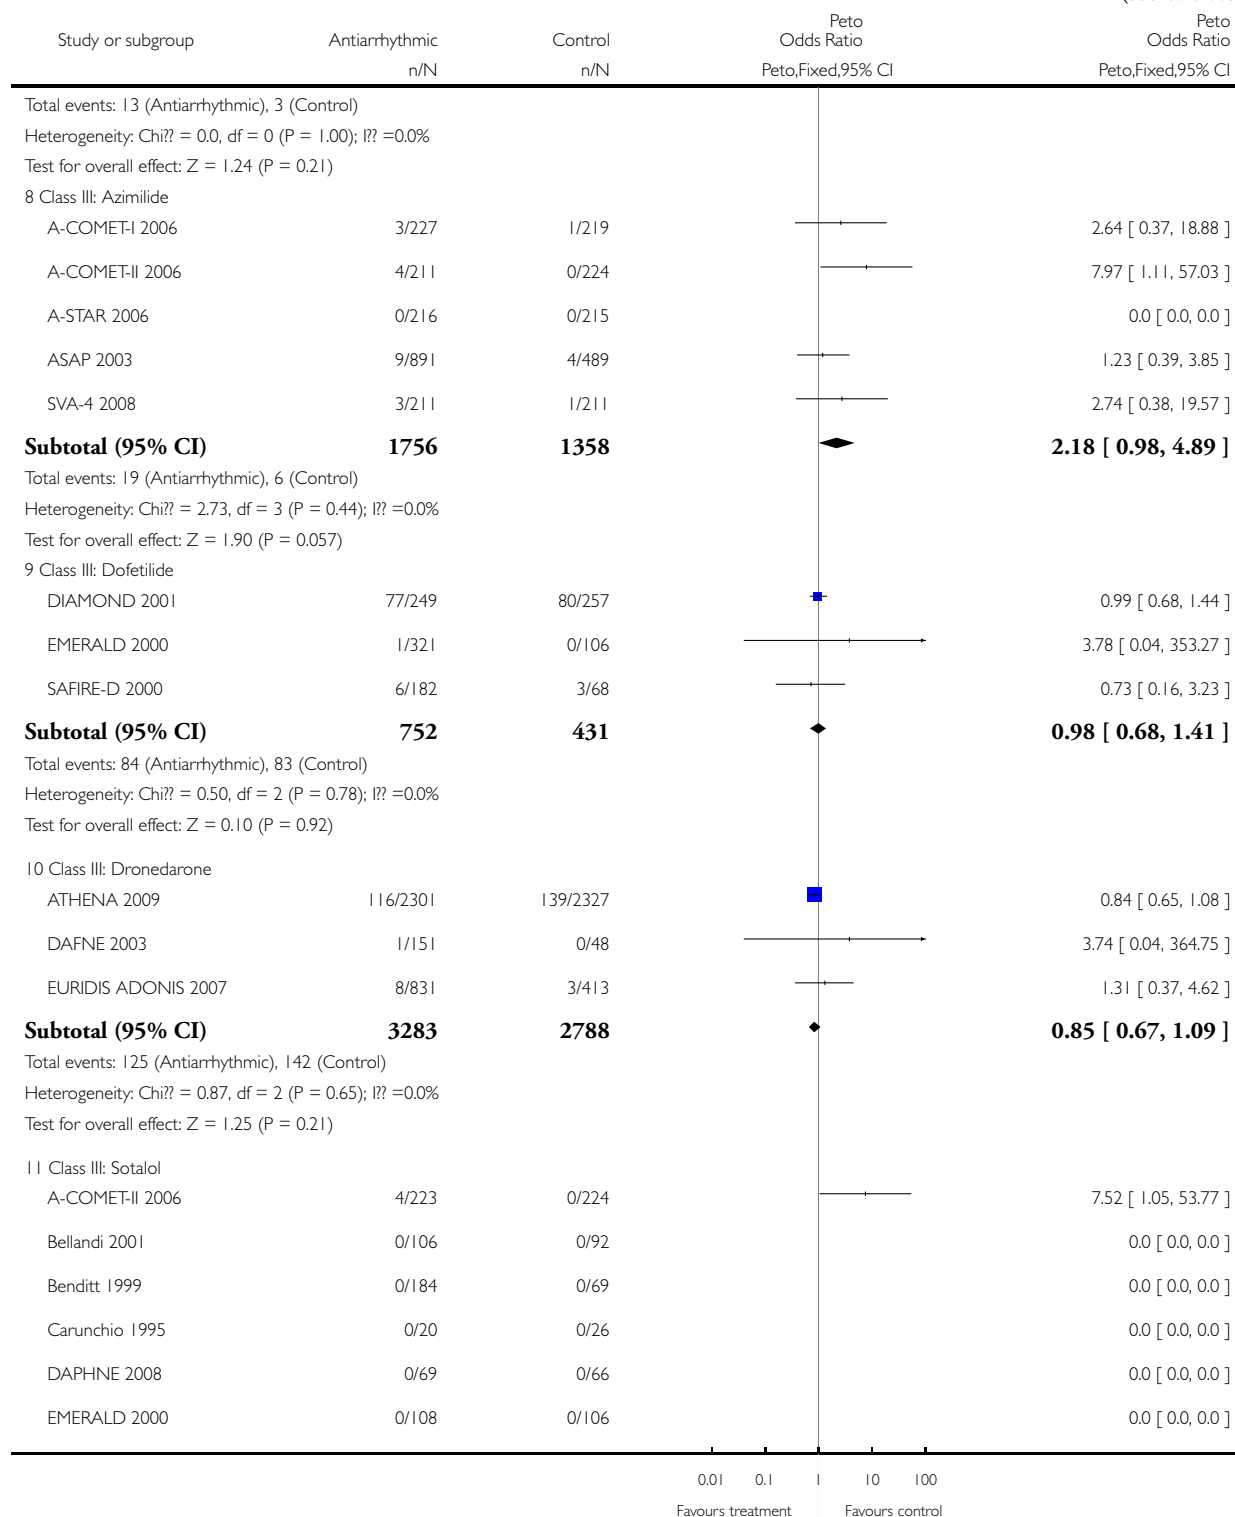 Peto Peto
Study or subgroup Antiarrhythmic Control Odds Ratio Odds Ratio
n/N n/N Peto,Fixed,95% CI Peto,Fixed,95% CI
Total events: 13 (Antiarrhythmic), 3 (Control)
Heterogeneity: Chi?? = 0.0, df = 0 (P = 1.00); I?? =0.0%
Test for overall effect: Z = 1.24 (P = 0.21)
8 Class III: Azimilide
A-COMET-I 2006 3/227 1/219 2.64 [ 0.37, 18.88 ]
A-COMET-II 2006 4/211 0/224 7.97 [ 1.11, 57.03 ]
A-STAR 2006 0/216 0/215 0.0 [ 0.0, 0.0 ]
ASAP 2003 9/891 4/489 1.23 [ 0.39, 3.85 ]
SVA-4 2008 3/211 1/211 2.74 [ 0.38, 19.57 ]
Subtotal (95% CI) 1756 1358 2.18 [ 0.98, 4.89 ]
Total events: 19 (Antiarrhythmic), 6 (Control)
Heterogeneity: Chi?? = 2.73, df = 3 (P = 0.44); I?? =0.0%
Test for overall effect: Z = 1.90 (P = 0.057)
9 Class III: Dofetilide
DIAMOND 2001 77/249 80/257 0.99 [ 0.68, 1.44 ]
EMERALD 2000 1/321 0/106 3.78 [ 0.04, 353.27 ]
SAFIRE-D 2000 6/182 3/68 0.73 [ 0.16, 3.23 ]
Subtotal (95% CI) 752 431 0.98 [ 0.68, 1.41 ]
Total events: 84 (Antiarrhythmic), 83 (Control)
Heterogeneity: Chi?? = 0.50, df = 2 (P = 0.78); I?? =0.0%
Test for overall effect: Z = 0.10 (P = 0.92)
10 Class III: Dronedarone
ATHENA 2009 116/2301 139/2327 0.84 [ 0.65, 1.08 ]
DAFNE 2003 1/151 0/48 3.74 [ 0.04, 364.75 ]
EURIDIS ADONIS 2007 8/831 3/413 1.31 [ 0.37, 4.62 ]
Subtotal (95% CI) 3283 2788 0.85 [ 0.67, 1.09 ]
Total events: 125 (Antiarrhythmic), 142 (Control)
Heterogeneity: Chi?? = 0.87, df = 2 (P = 0.65); I?? =0.0%
Test for overall effect: Z = 1.25 (P = 0.21)
11 Class III: Sotalol
A-COMET-II 2006 4/223 0/224 7.52 [ 1.05, 53.77 ]
Bellandi 2001 0/106 0/92 0.0 [ 0.0, 0.0 ]
Benditt 1999 0/184 0/69 0.0 [ 0.0, 0.0 ]
Carunchio 1995 0/20 0/26 0.0 [ 0.0, 0.0 ]
DAPHNE 2008 0/69 0/66 0.0 [ 0.0, 0.0 ]
EMERALD 2000 0/108 0/106 0.0 [ 0.0, 0.0 ]
0.01 0.1 1 10 100
Favours treatment Favours control